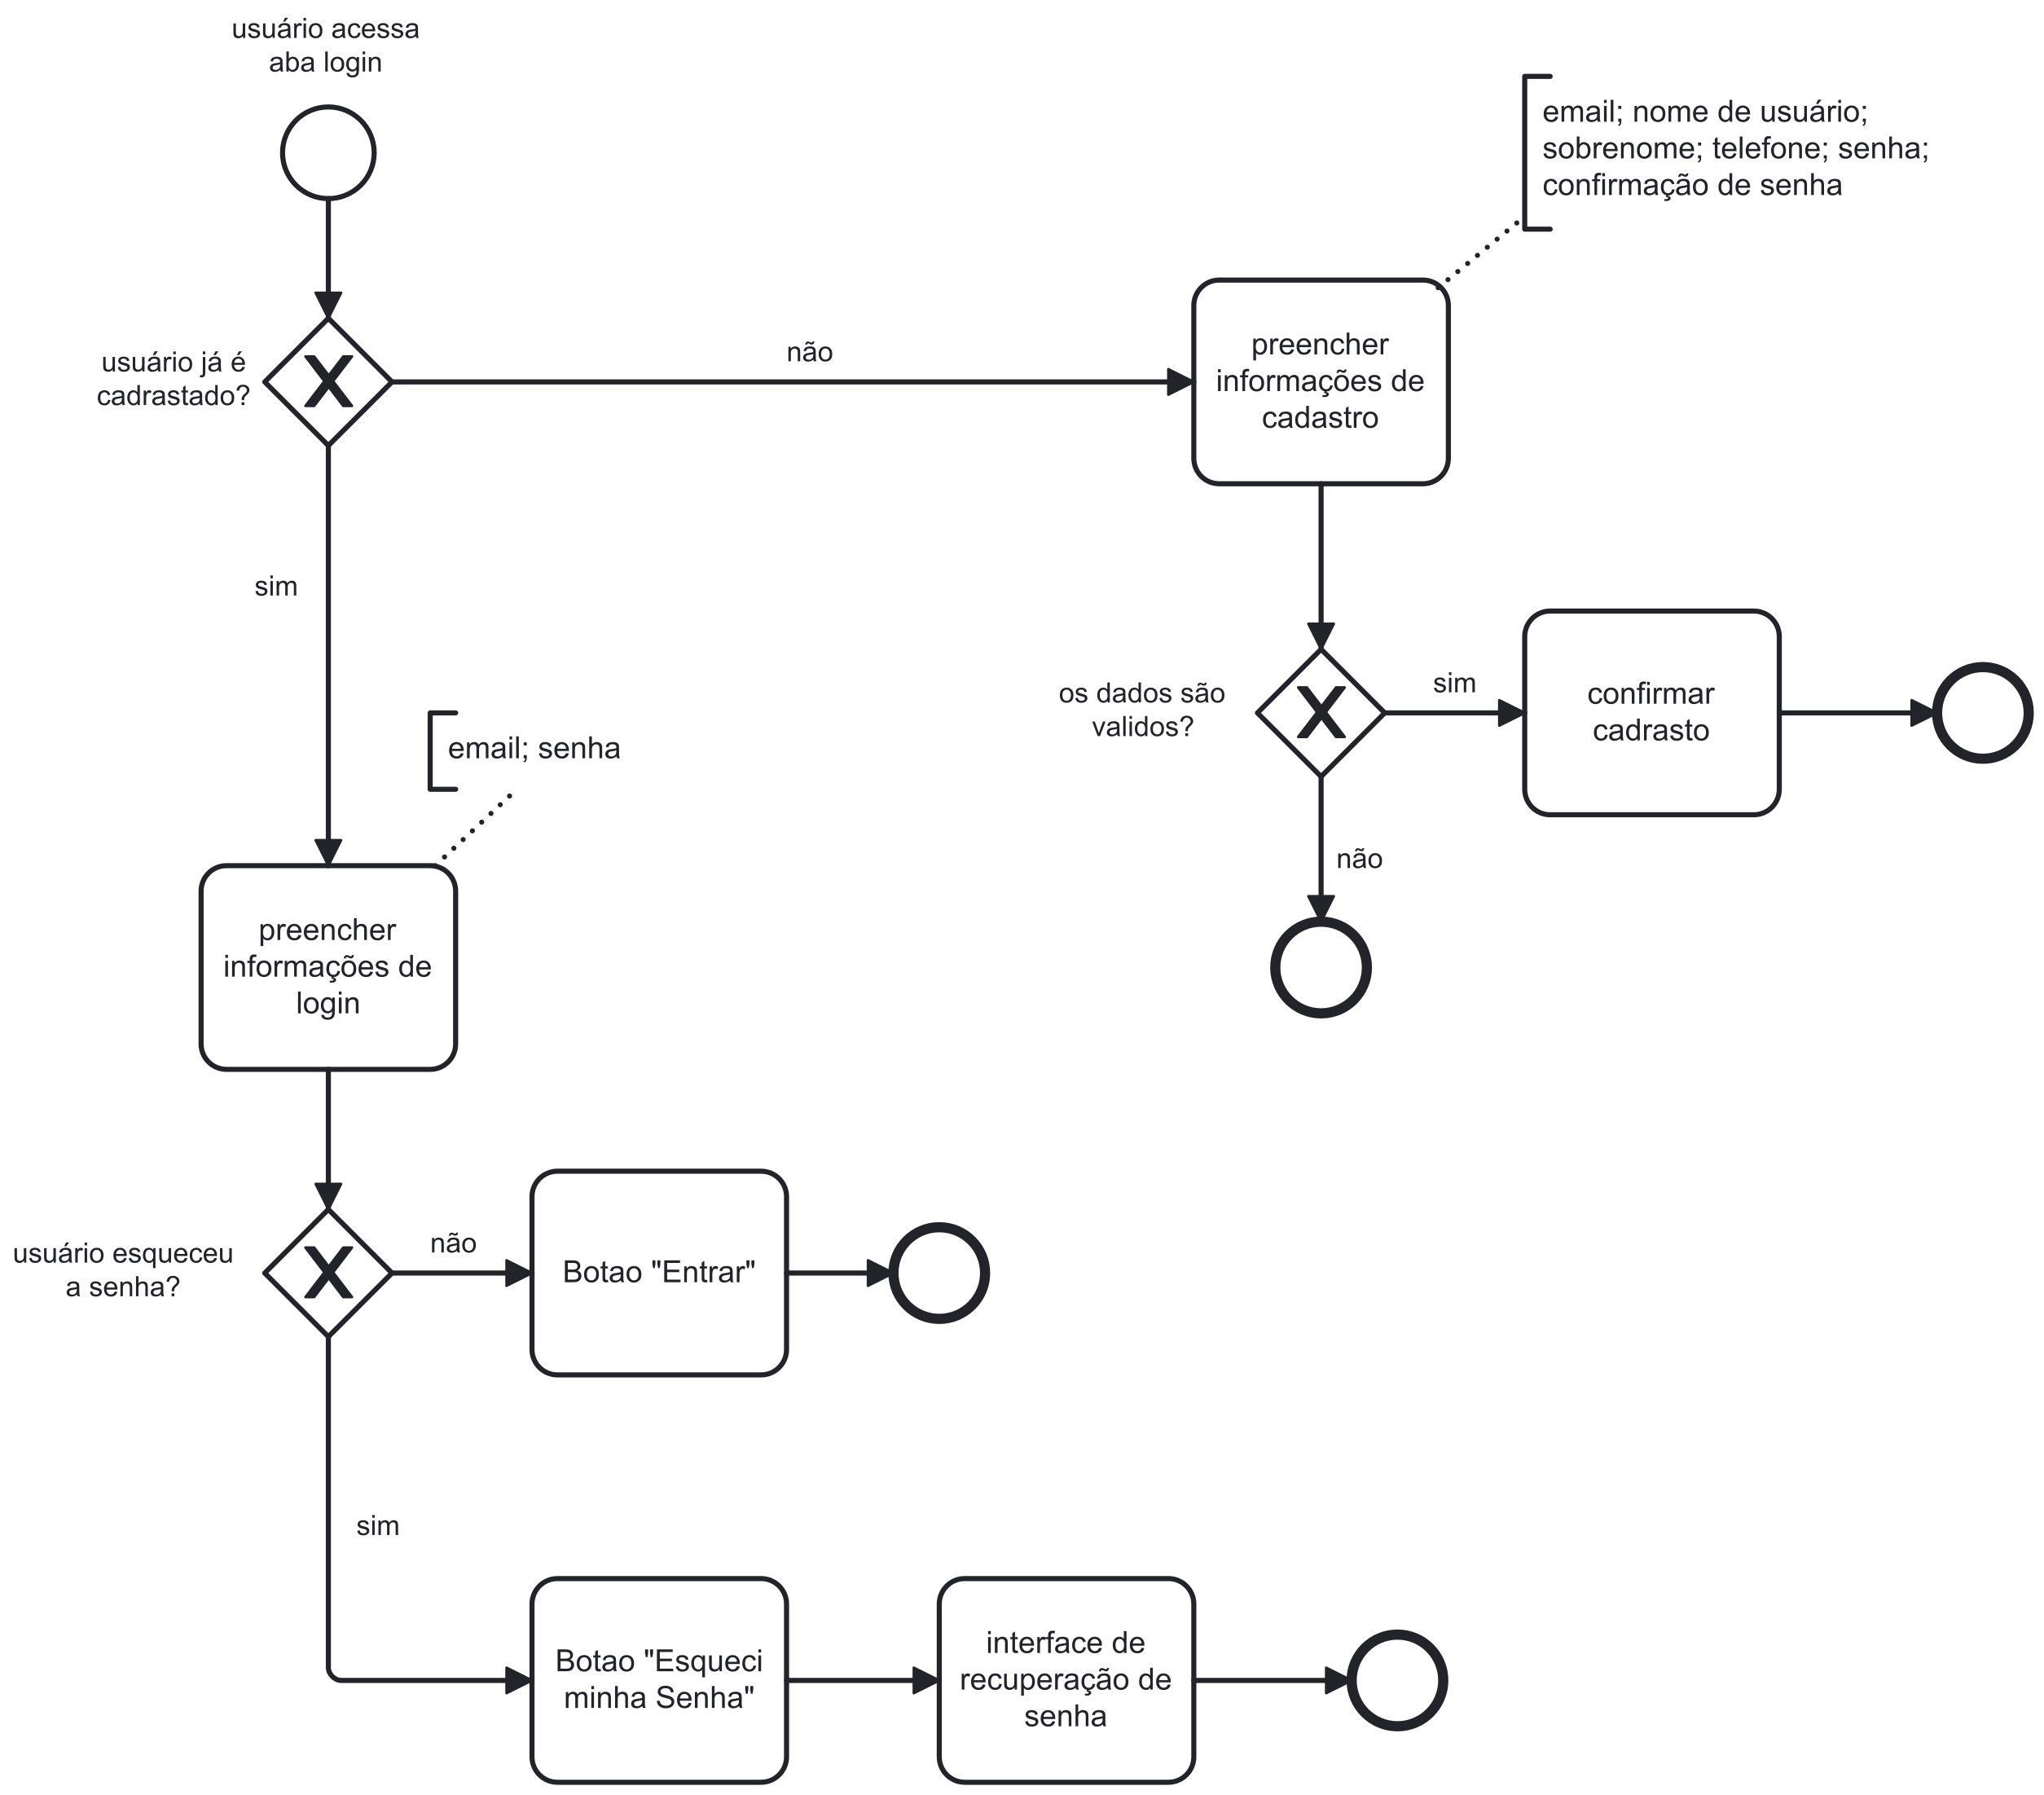 usuário acessa
aba login
email; nome de usuário;
sobrenome; telefone; senha;
confirmação de senha
usuário já é
cadrastado?
X
não
preencher
informações de
cadastro
sim
os dados são
validos?
X
sim
confirmar
cadrasto
email; senha
não
preencher
informações de
login
usuário esqueceu
a senha?
X
não
Botao "Entrar"
sim
Botao "Esqueci
minha Senha"
interface de
recuperação de
senha